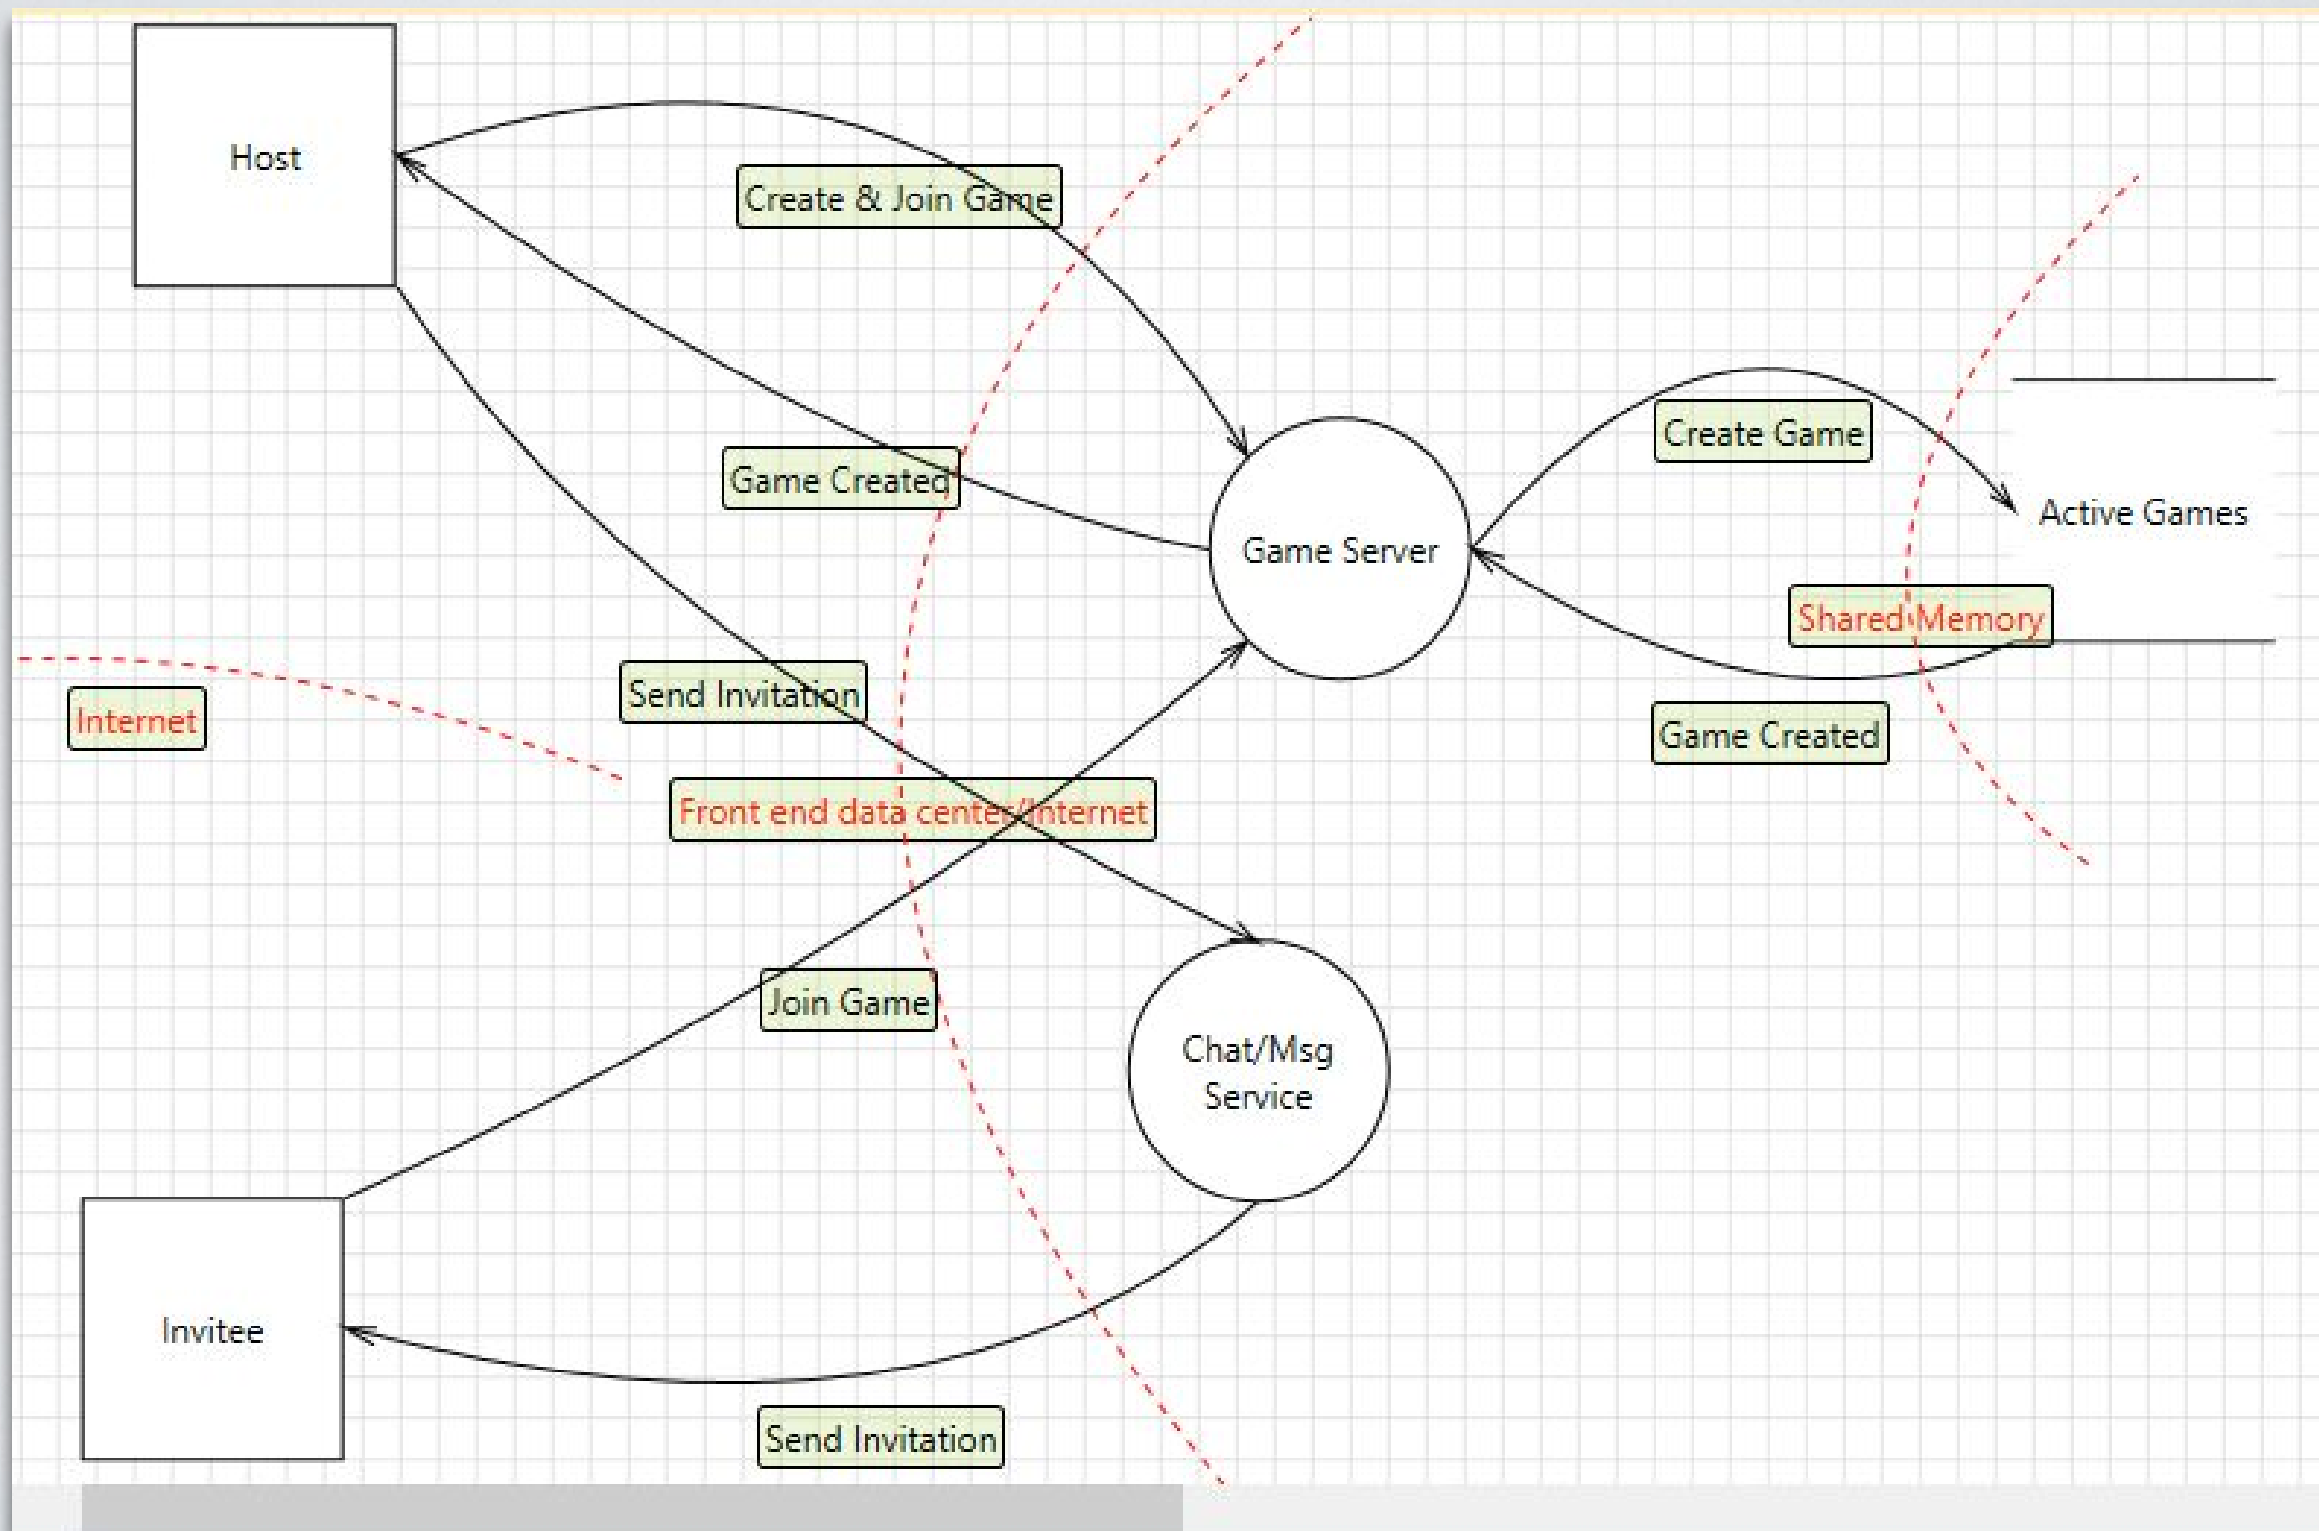 Host
Create & Join Game
Game Created
Create Game
Active Games
Game Server
Shared Memory
Send Invitation
Internet
Game Created
Front end data center/Internet
Join Game
Chat/Msg
Service
Invitee
Send Invitation